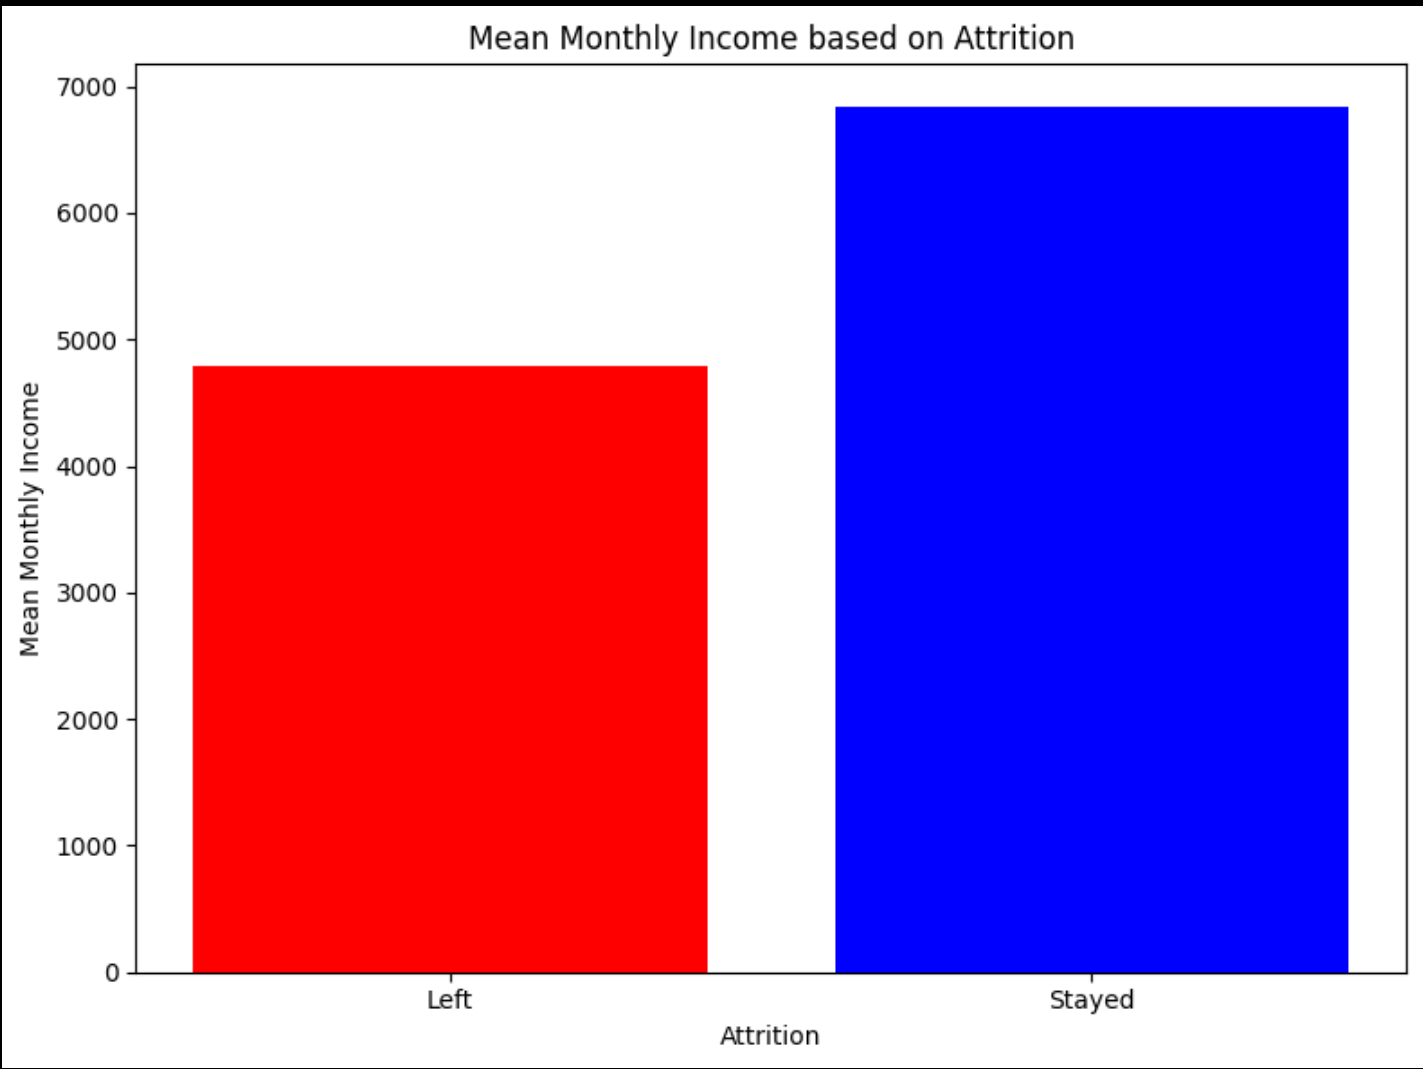 Mean Monthly Income based on Attrition
7000
6000
5000
4000
3000
2000
1000
0
Mean Monthly Income
Left
Stayed
Attrition